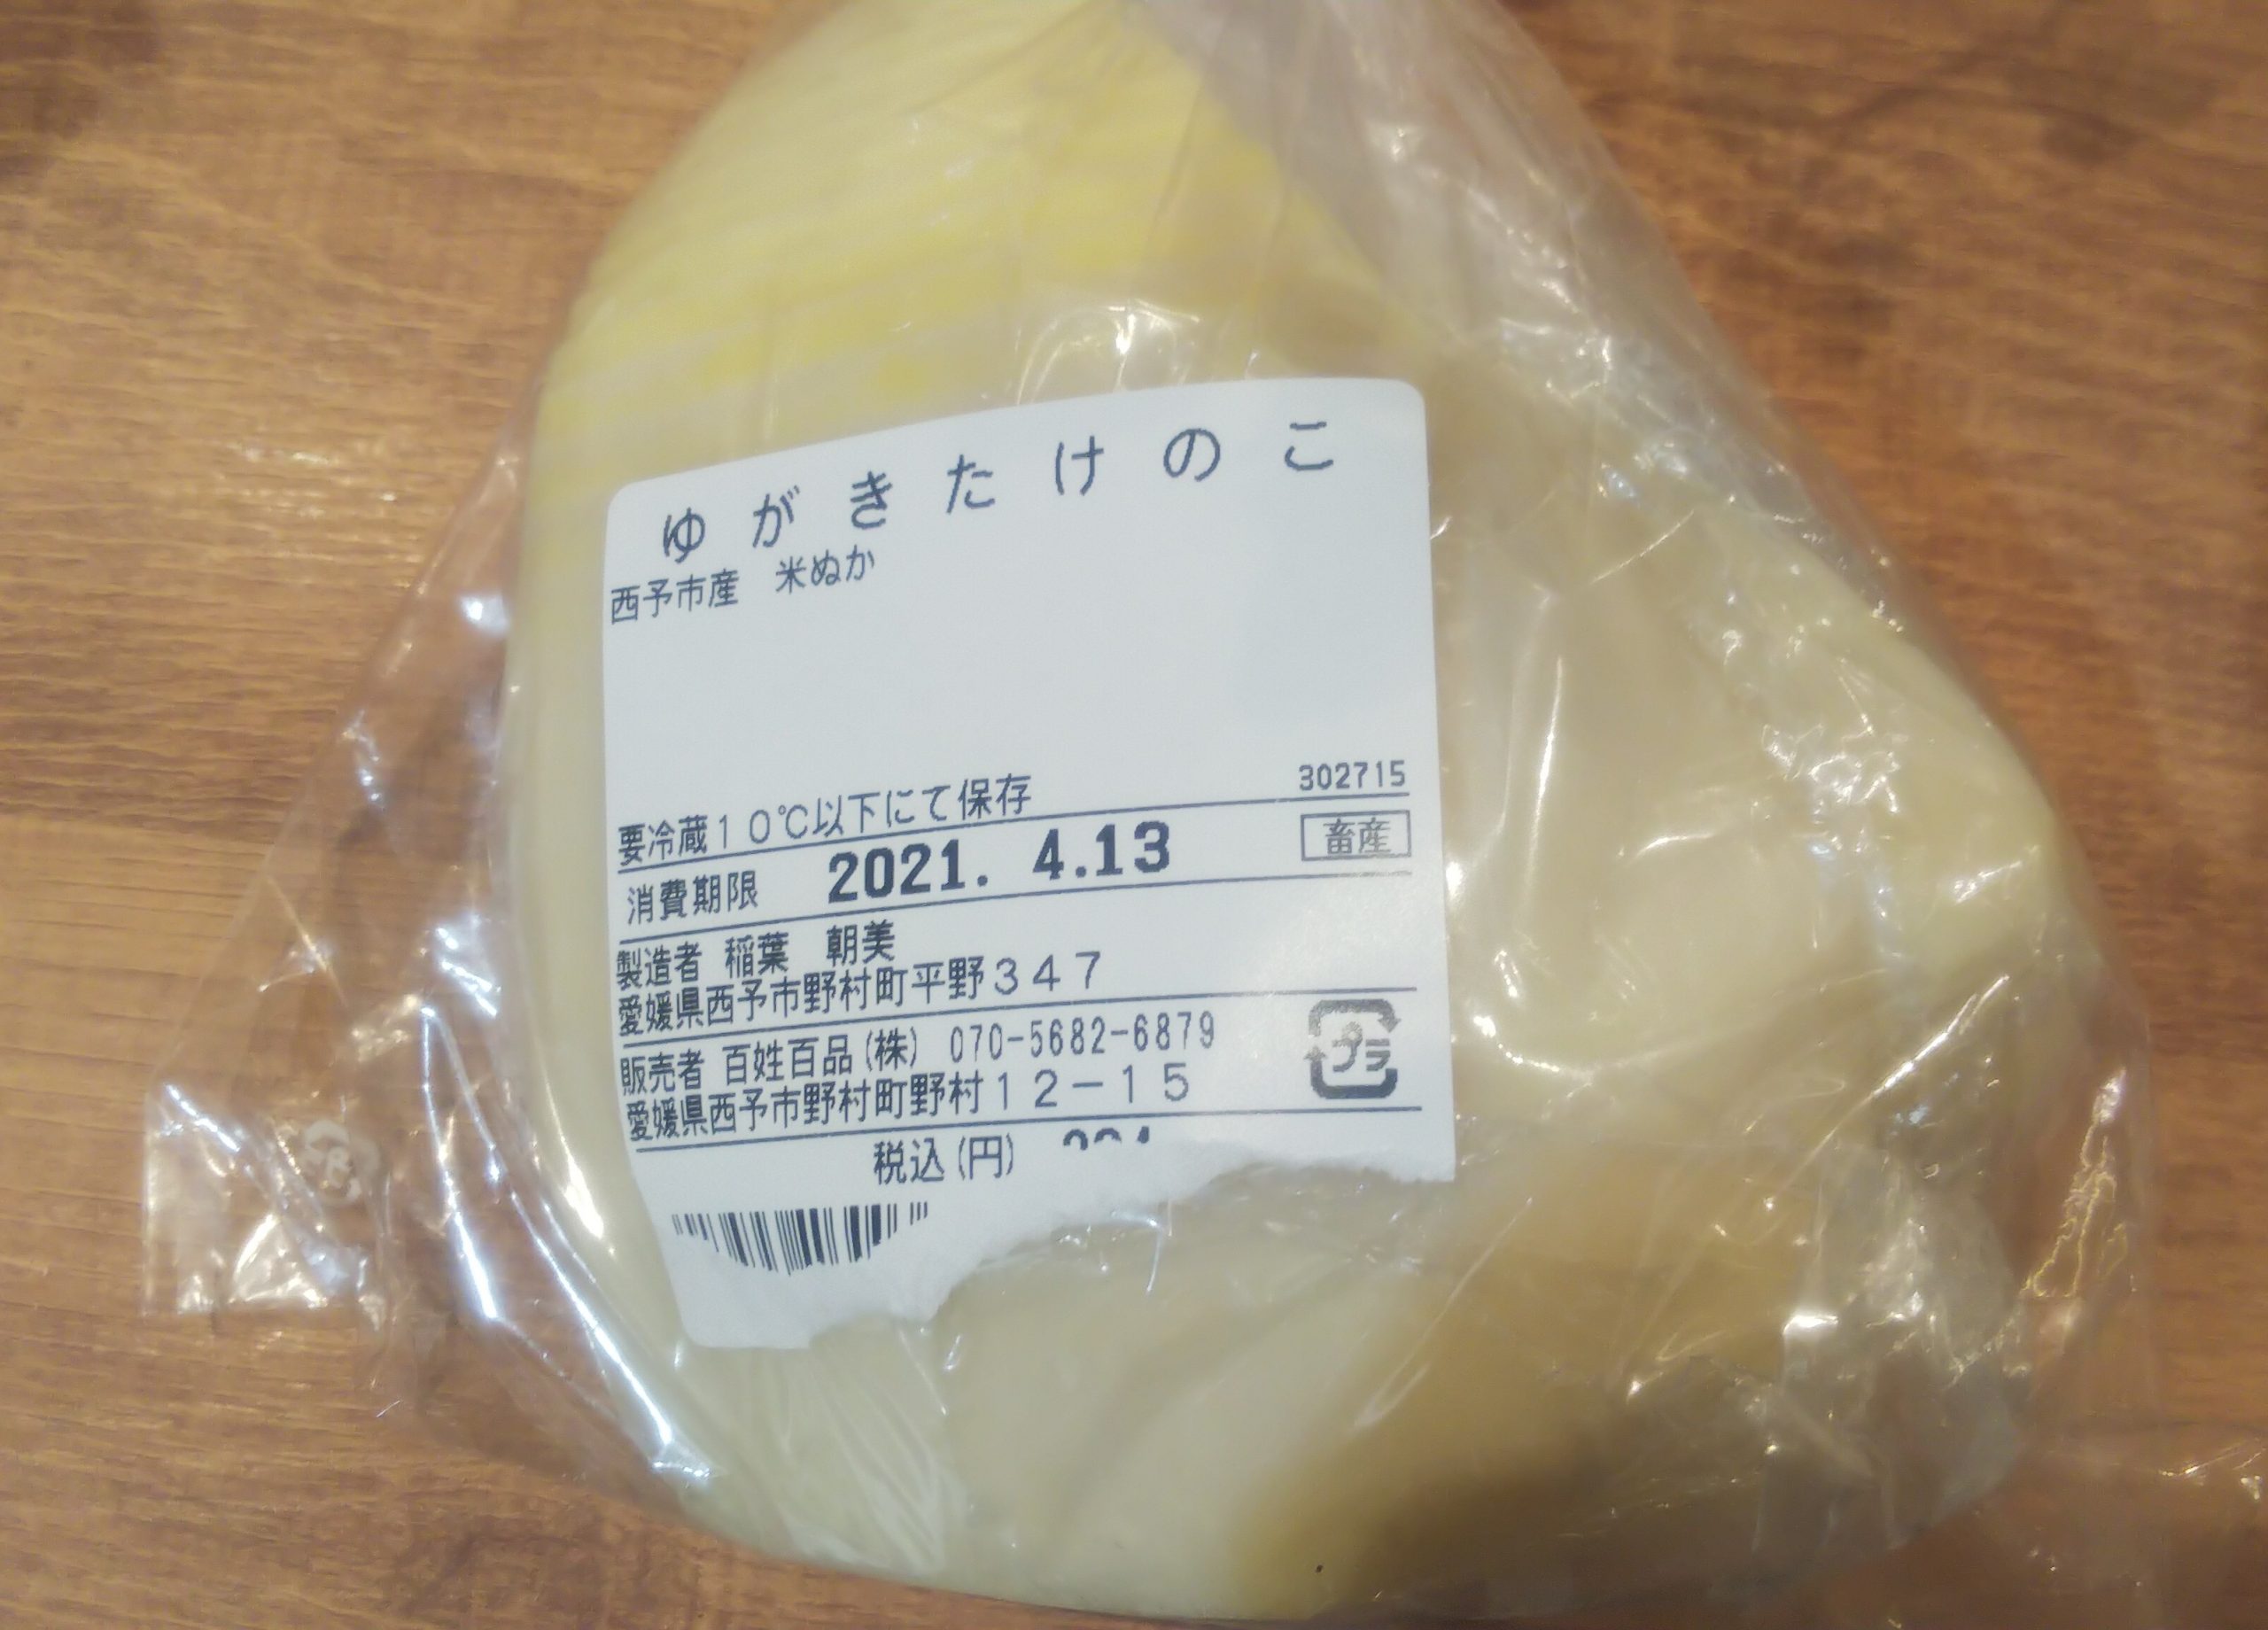 ゆがきたけのこ
西予市産　米ぬか
302715
要冷蔵10℃以下にて保存
消費期限　2021. 4.13　畜産
製造者 稲葉　朝美
愛媛県西予市野村町平野347
販売者 百姓百品(株) 070-5682-6879
愛媛県西予市野村町野村12-15
プラ
税込(円)